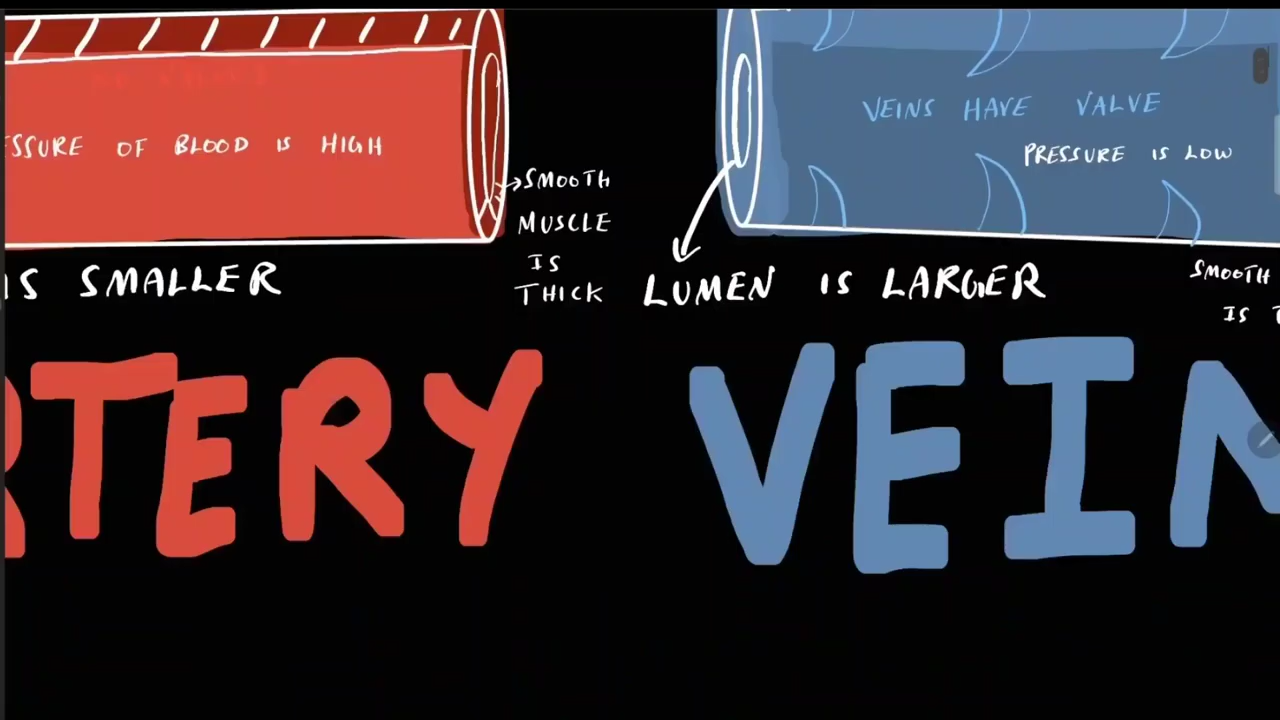 ESSURE OF BLOOD IS HIGH
SMOOTH
MUSCLE
IS
THICK
IS SMALLER
VEINS HAVE VALVE
PRESSURE IS LOW
LUMEN IS LARGER
SMOOTH
IS
RTERY
VEIN